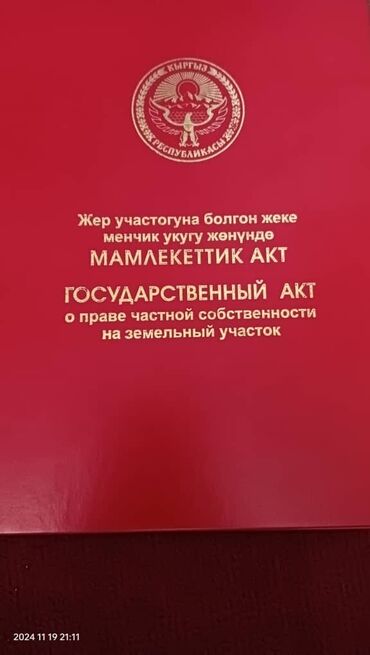 КЫРГЫЗ
РЕСПУБЛИКАСЫ
Жер участогуна болгон жеке
менчик укугу жөнүндө
МАМЛЕКЕТТИК АКТ
ГОСУДАРСТВЕННЫЙ АКТ
о праве частной собственности
на земельный участок
2024 11 19 21:11